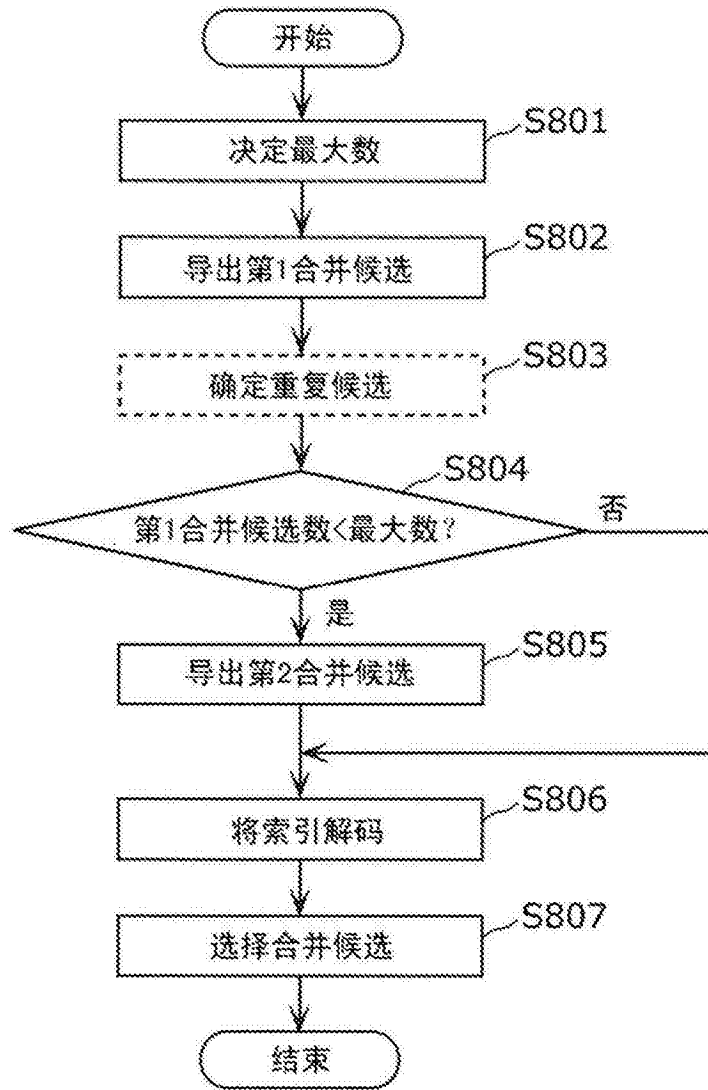 开始
S801
决定最大数
S802
导出第1合并候选
S803
确定重复候选
S804
第1合并候选数<最大数?
否
是
S805
导出第2合并候选
S806
将索引解码
S807
选择合并候选
结束